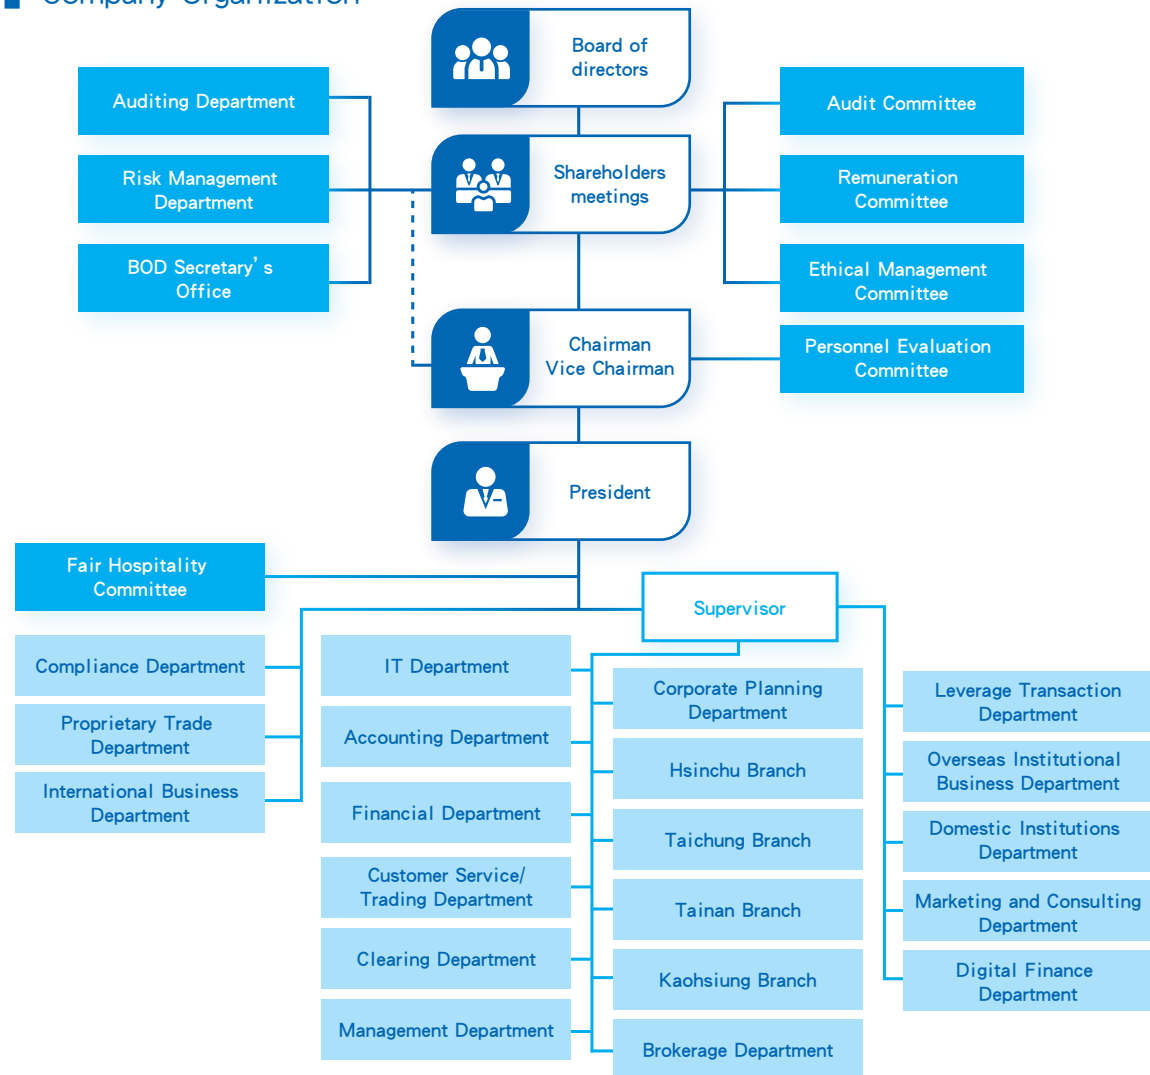 Company Organization
Board of
directors
Auditing Department
Audit Committee
Shareholders
meetings
Risk Management
Department
Remuneration
Committee
BOD Secretary’s
Office
Ethical Management
Committee
Chairman
Vice Chairman
Personnel Evaluation
Committee
President
Fair Hospitality
Committee
Supervisor
Compliance Department
Proprietary Trade
Department
International Business
Department
IT Department
Accounting Department
Financial Department
Customer Service/
Trading Department
Clearing Department
Management Department
Corporate Planning
Department
Hsinchu Branch
Taichung Branch
Tainan Branch
Kaohsiung Branch
Brokerage Department
Leverage Transaction
Department
Overseas Institutional
Business Department
Domestic Institutions
Department
Marketing and Consulting
Department
Digital Finance
Department